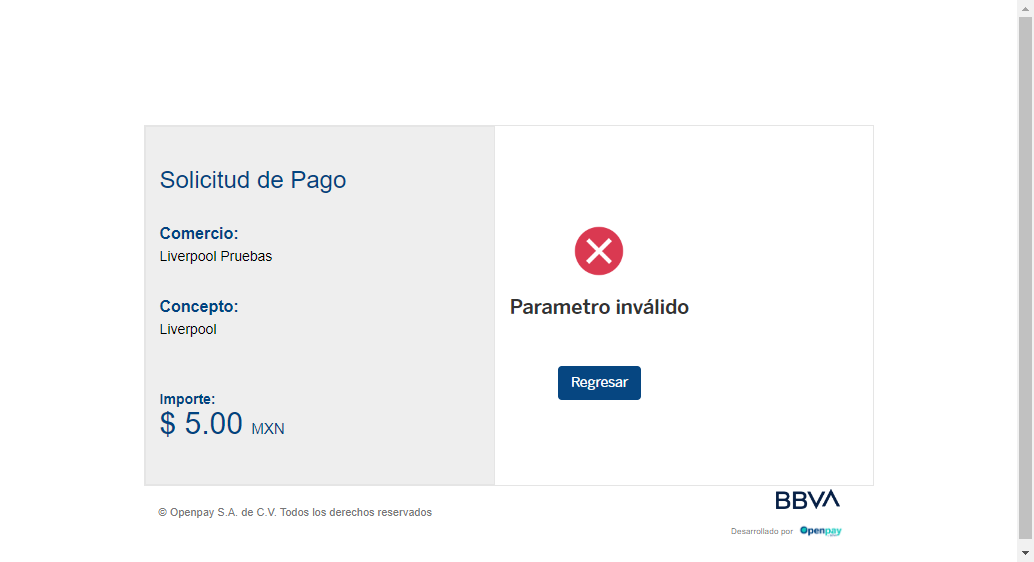 Solicitud de Pago
Comercio:
Liverpool Pruebas
Concepto:
Liverpool
Importe:
$ 5.00 MXN
Parametro inválido
Regresar
© Openpay S.A. de C.V. Todos los derechos reservados
BBVA
Desarrollado por Openpay